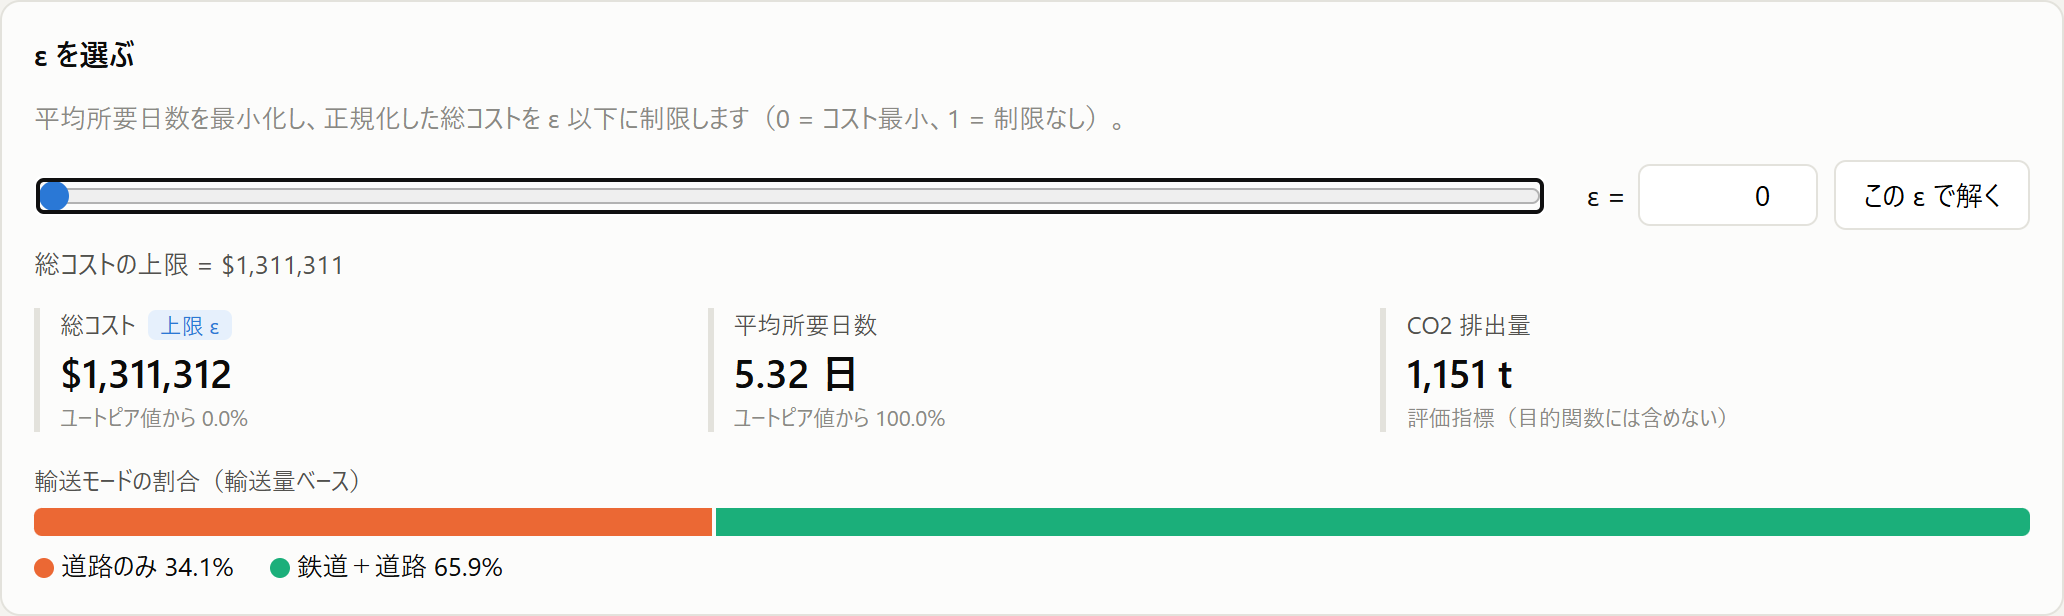 ε を選ぶ
平均所要日数を最小化し、正規化した総コストを ε 以下に制限します（0 = コスト最小、1 = 制限なし）。
ε = 0 この ε で解く
総コストの上限 = $1,311,311
総コスト 上限 ε
$1,311,312
ユートピア値から 0.0%
平均所要日数
5.32 日
ユートピア値から 100.0%
CO2 排出量
1,151 t
評価指標（目的関数には含めない）
輸送モードの割合（輸送量ベース）
道路のみ 34.1% 鉄道＋道路 65.9%